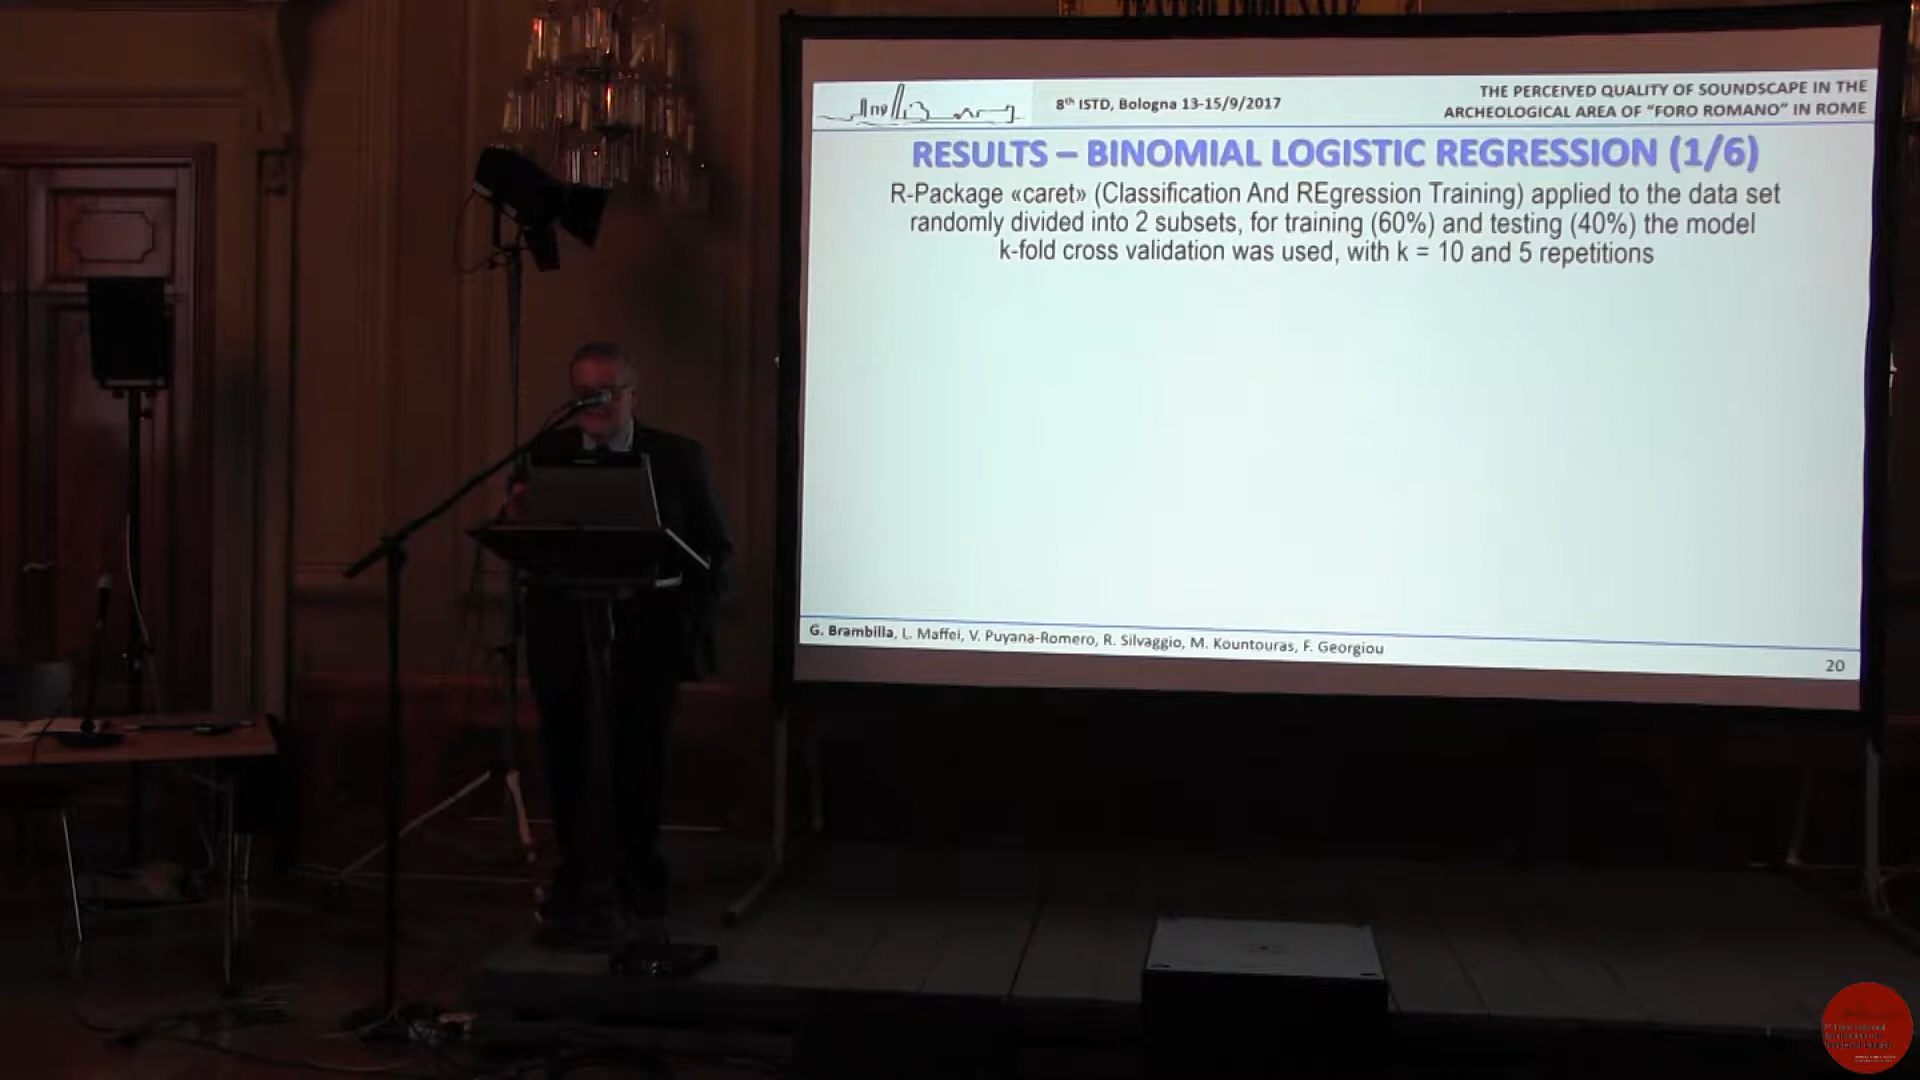 8th ISTD, Bologna 13-15/9/2017
THE PERCEIVED QUALITY OF SOUNDSCAPE IN THE
ARCHEOLOGICAL AREA OF "FORO ROMANO" IN ROME
RESULTS – BINOMIAL LOGISTIC REGRESSION (1/6)
R-Package «caret» (Classification And REgression Training) applied to the data set
randomly divided into 2 subsets, for training (60%) and testing (40%) the model
k-fold cross validation was used, with k = 10 and 5 repetitions
G. Brambilla, L. Maffei, V. Puyana-Romero, R. Silvaggio, M. Kountouras, F. Georgiou
20